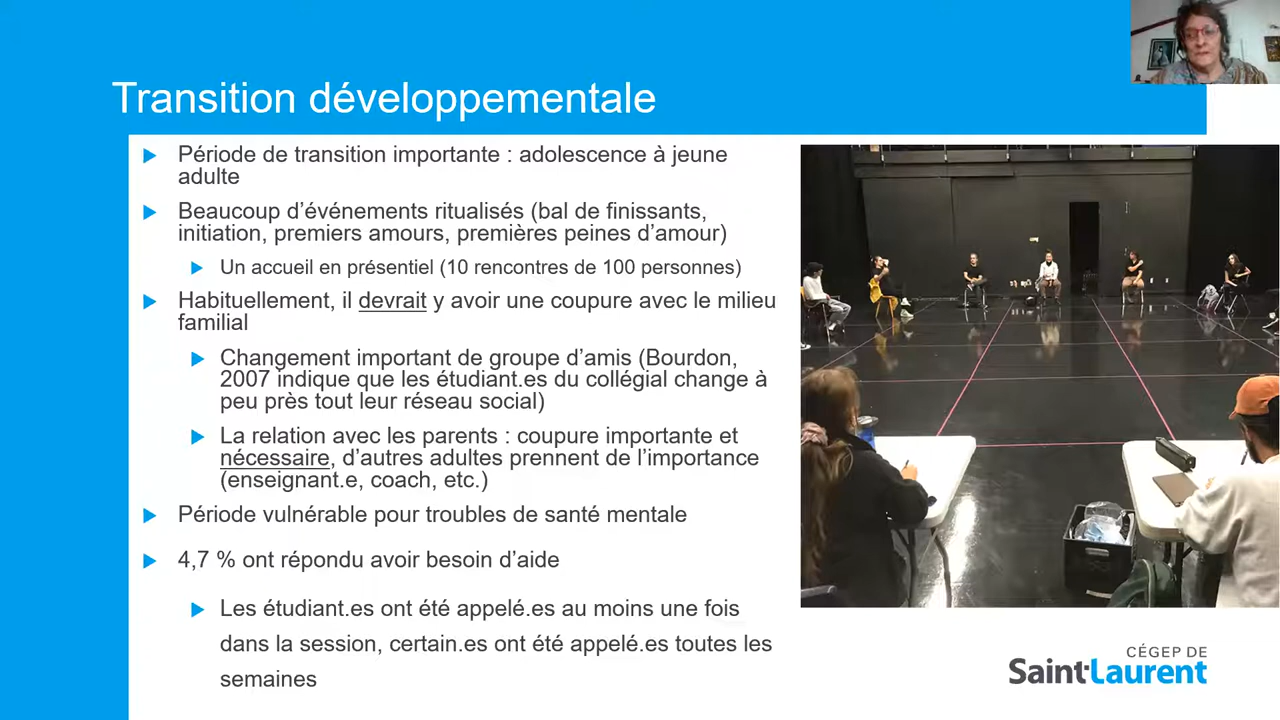 Transition développementale
Période de transition importante : adolescence à jeune
adulte
Beaucoup d’événements ritualisés (bal de finissants,
initiation, premiers amours, premières peines d’amour)
Un accueil en présentiel (10 rencontres de 100 personnes)
Habituellement, il devrait y avoir une coupure avec le milieu
familial
Changement important de groupe d’amis (Bourdon,
2007 indique que les étudiant.es du collégial change à
peu près tout leur réseau social)
La relation avec les parents : coupure importante et
nécessaire, d’autres adultes prennent de l’importance
(enseignant.e, coach, etc.)
Période vulnérable pour troubles de santé mentale
4,7 % ont répondu avoir besoin d’aide
Les étudiant.es ont été appelé.es au moins une fois
dans la session, certain.es ont été appelé.es toutes les
semaines
CÉGEP DE
Saint-Laurent